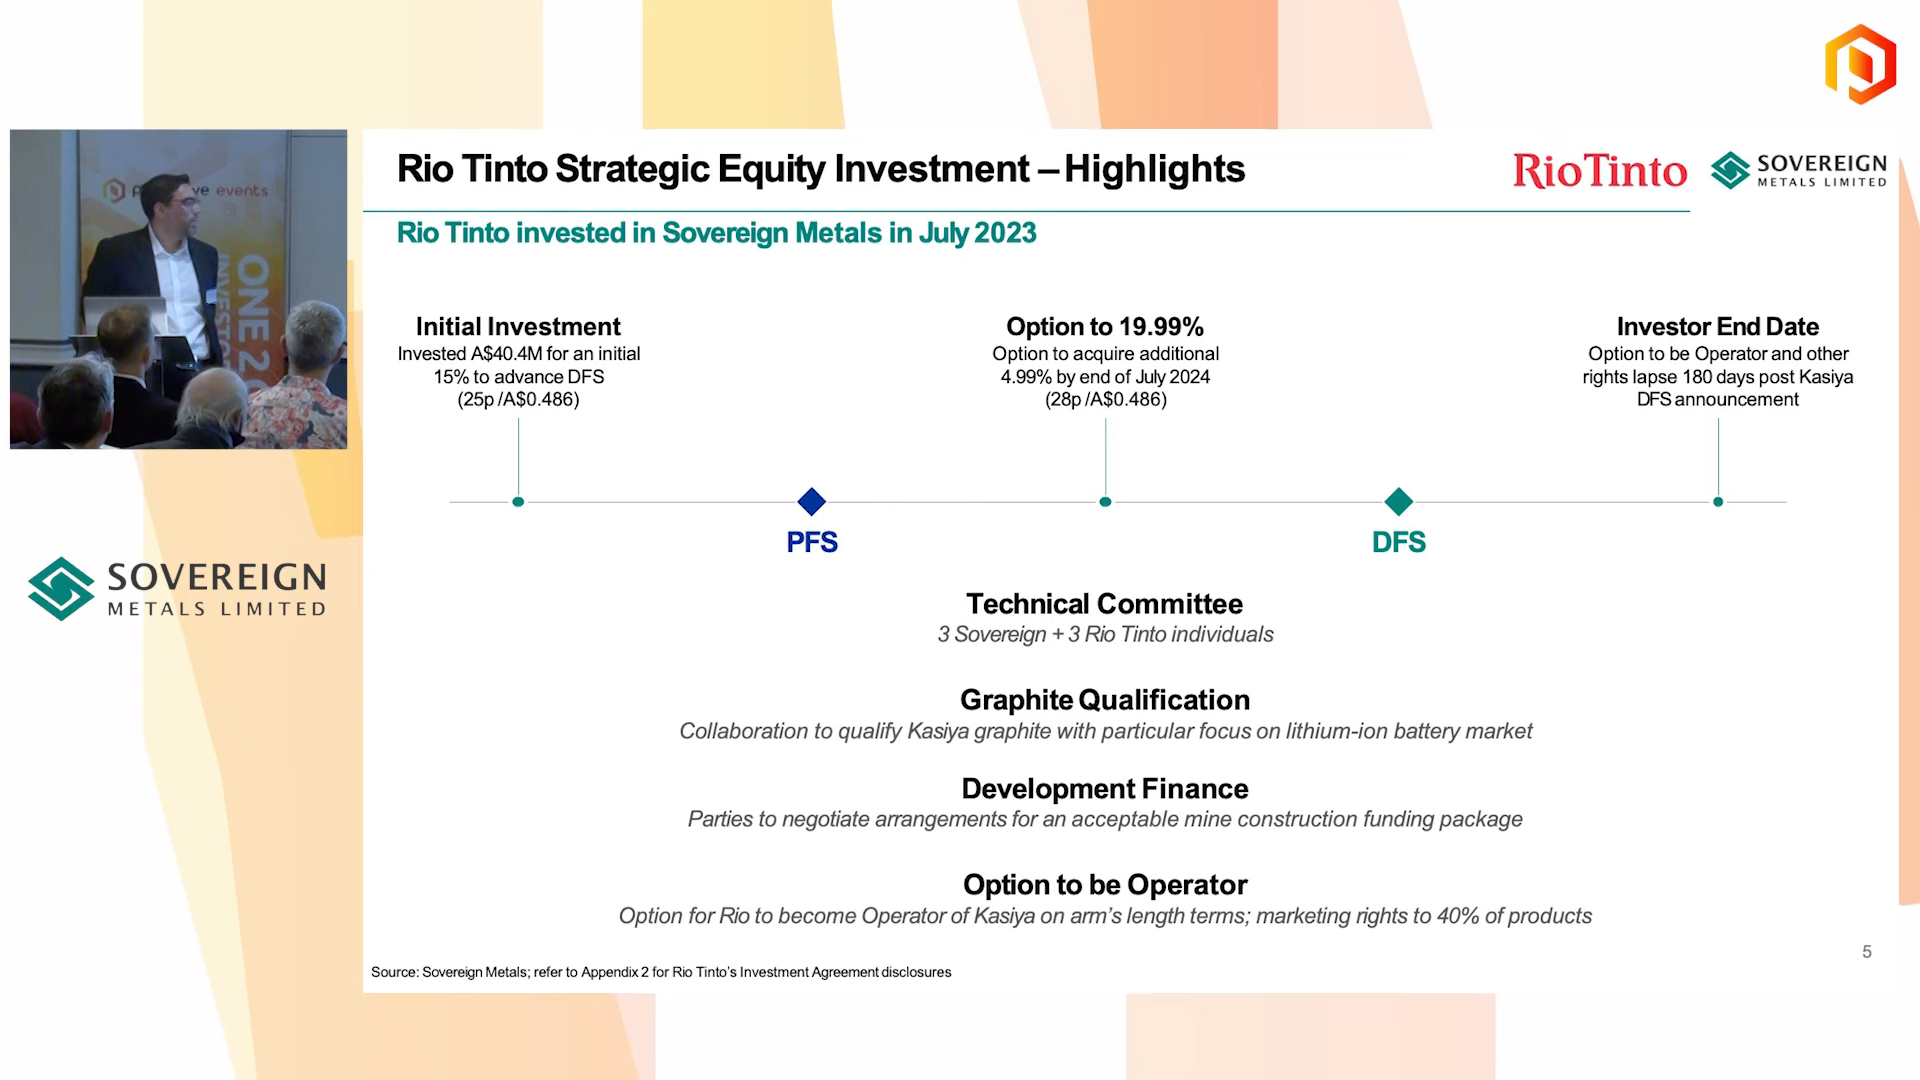 Rio Tinto Strategic Equity Investment – Highlights
RioTinto
SOVEREIGN
METALS LIMITED
Rio Tinto invested in Sovereign Metals in July 2023
Initial Investment
Invested A$40.4M for an initial
15% to advance DFS
(25p /A$0.486)
Option to 19.99%
Option to acquire additional
4.99% by end of July 2024
(28p /A$0.486)
Investor End Date
Option to be Operator and other
rights lapse 180 days post Kasiya
DFS announcement
PFS
DFS
Technical Committee
3 Sovereign + 3 Rio Tinto individuals
Graphite Qualification
Collaboration to qualify Kasiya graphite with particular focus on lithium-ion battery market
Development Finance
Parties to negotiate arrangements for an acceptable mine construction funding package
Option to be Operator
Option for Rio to become Operator of Kasiya on arm's length terms; marketing rights to 40% of products
5
Source: Sovereign Metals; refer to Appendix 2 for Rio Tinto's Investment Agreement disclosures
events
ONE
SOVEREIGN
METALS LIMITED